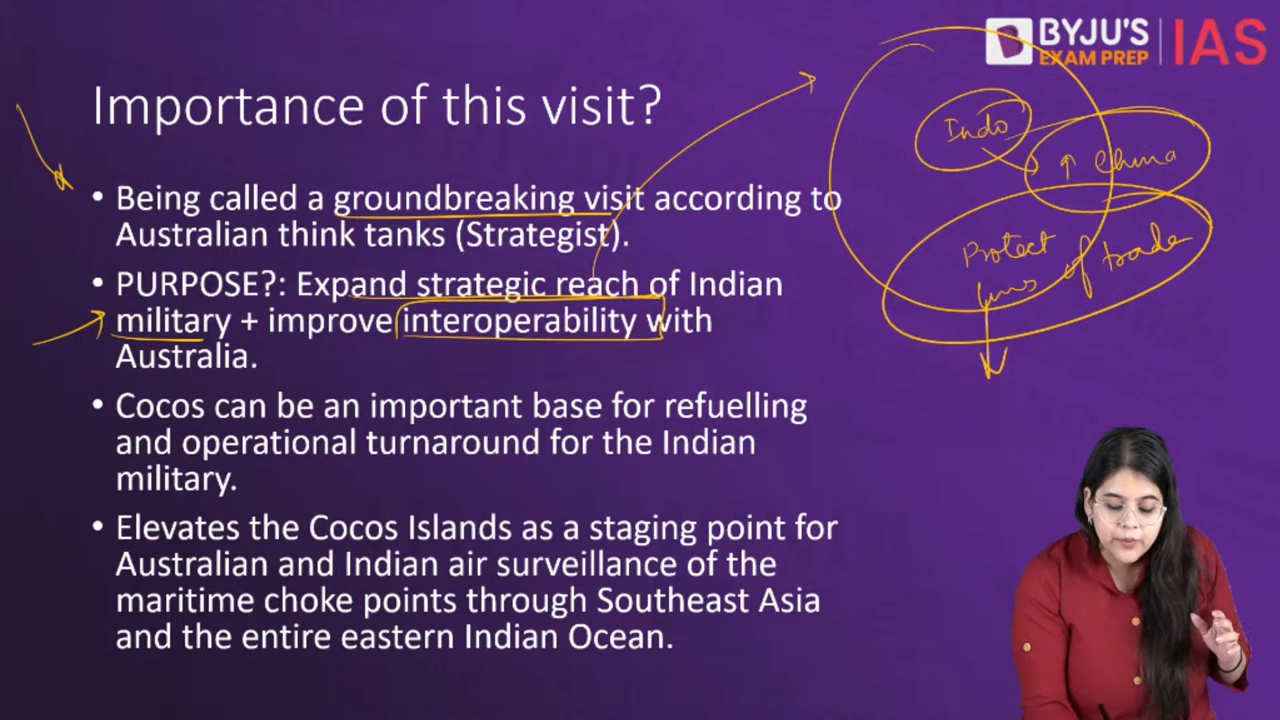 BYJU'S
EXAM PREP
IAS
Importance of this visit?
• Being called a groundbreaking visit according to
Australian think tanks (Strategist).
• PURPOSE?: Expand strategic reach of Indian
military + improve interoperability with
Australia.
• Cocos can be an important base for refuelling
and operational turnaround for the Indian
military.
• Elevates the Cocos Islands as a staging point for
Australian and Indian air surveillance of the
maritime choke points through Southeast Asia
and the entire eastern Indian Ocean.
Indo
↑ China
Protect
of trade